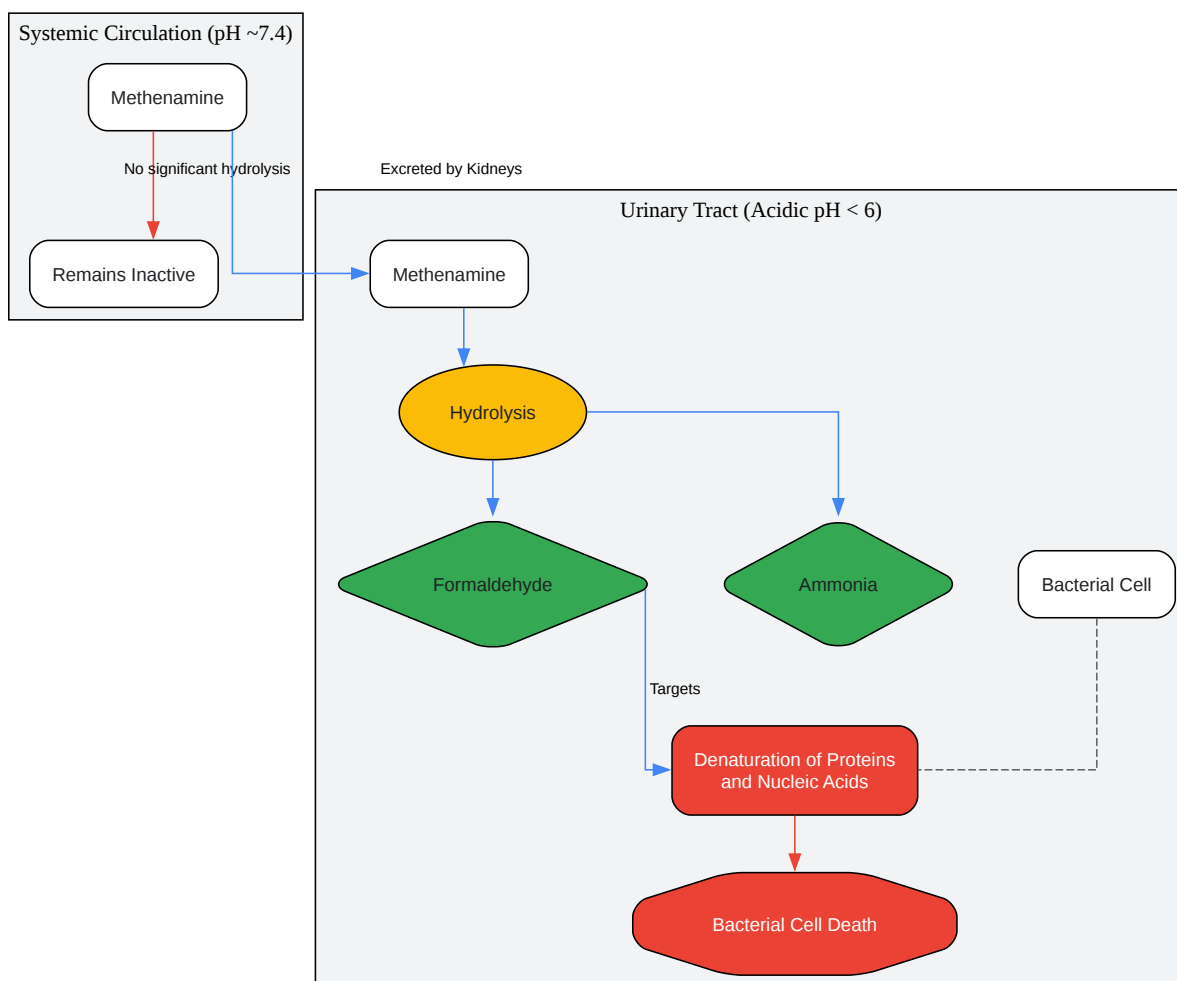 Systemic Circulation (pH ~7.4)
Methenamine
No significant hydrolysis
Remains Inactive
Excreted by Kidneys
Urinary Tract (Acidic pH < 6)
Methenamine
Hydrolysis
Formaldehyde
Ammonia
Bacterial Cell
Targets
Denaturation of Proteins
and Nucleic Acids
Bacterial Cell Death